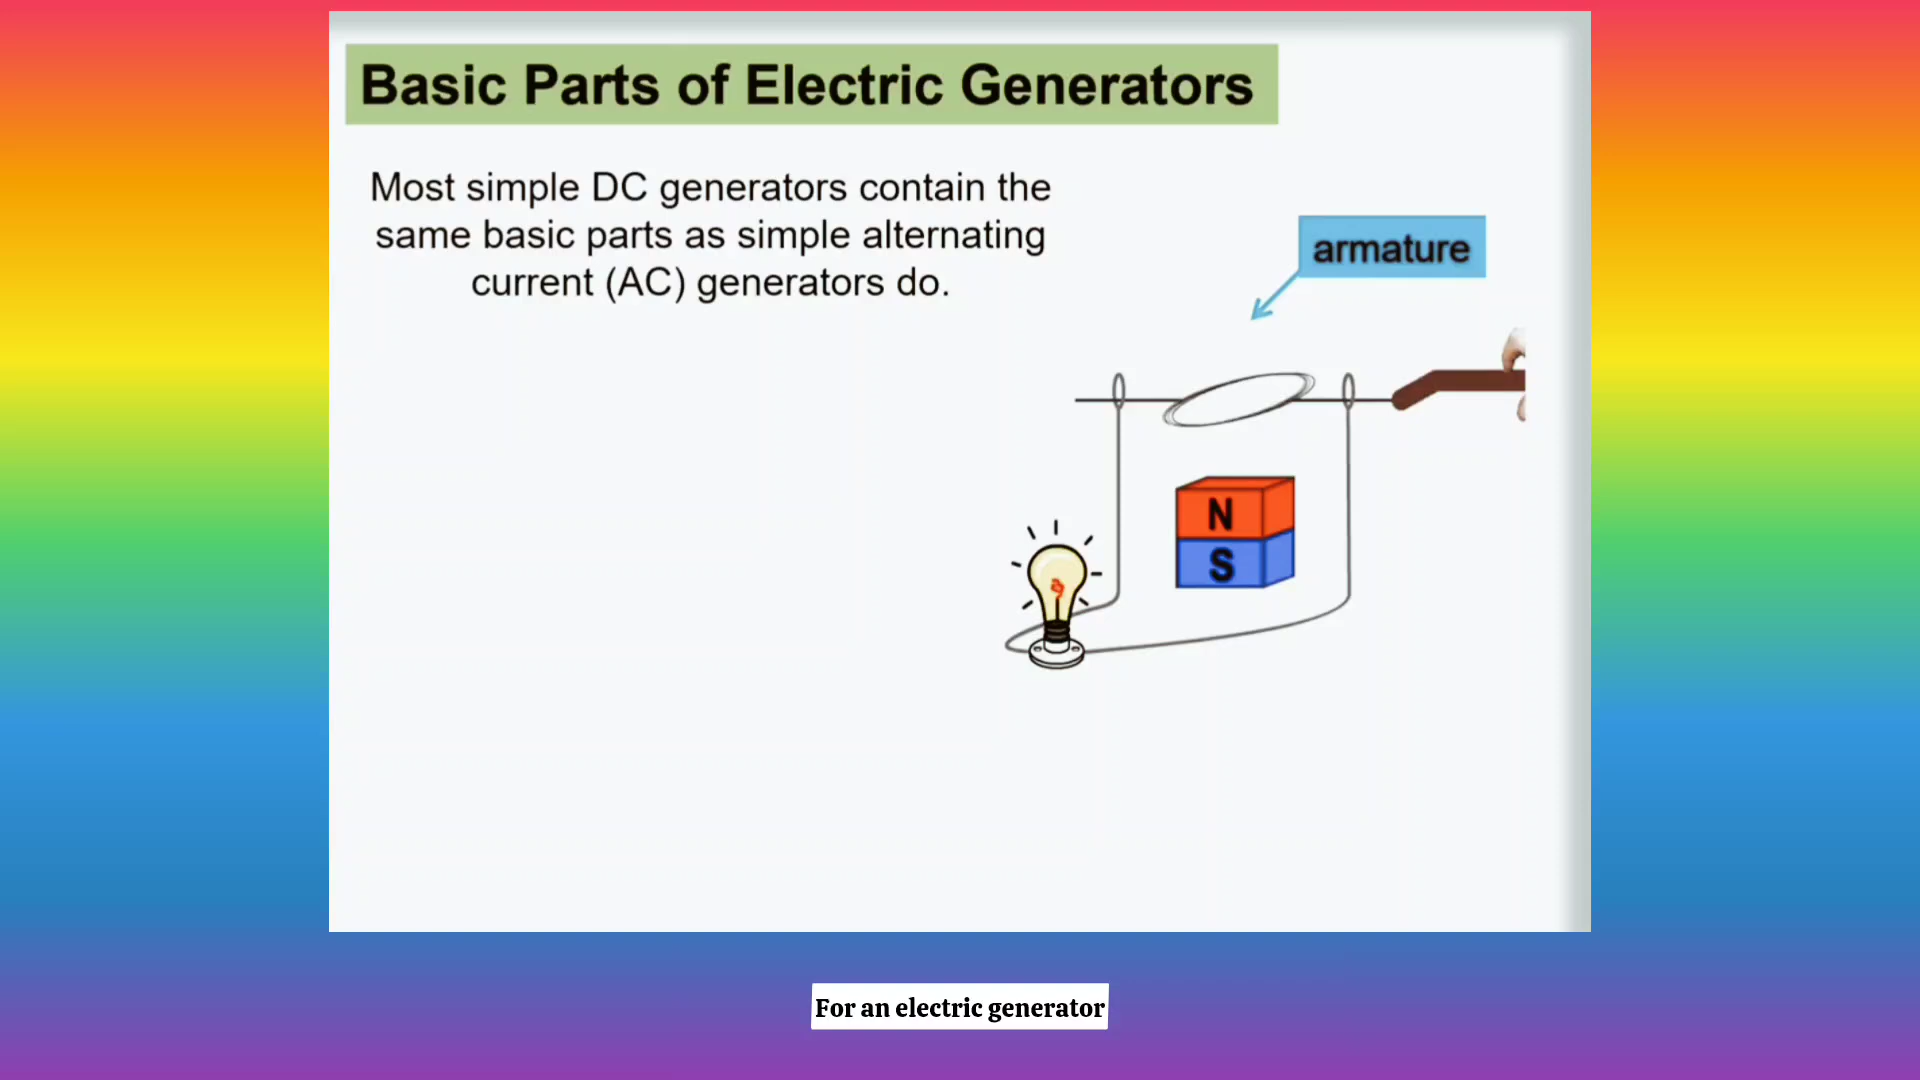 Basic Parts of Electric Generators
Most simple DC generators contain the
same basic parts as simple alternating
current (AC) generators do.
armature
N
S
For an electric generator